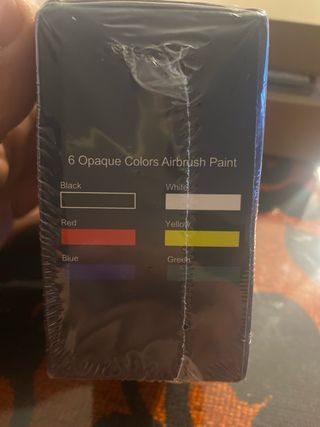 6 Opaque Colors Airbrush Paint
Black White
Red Yellow
Blue Green